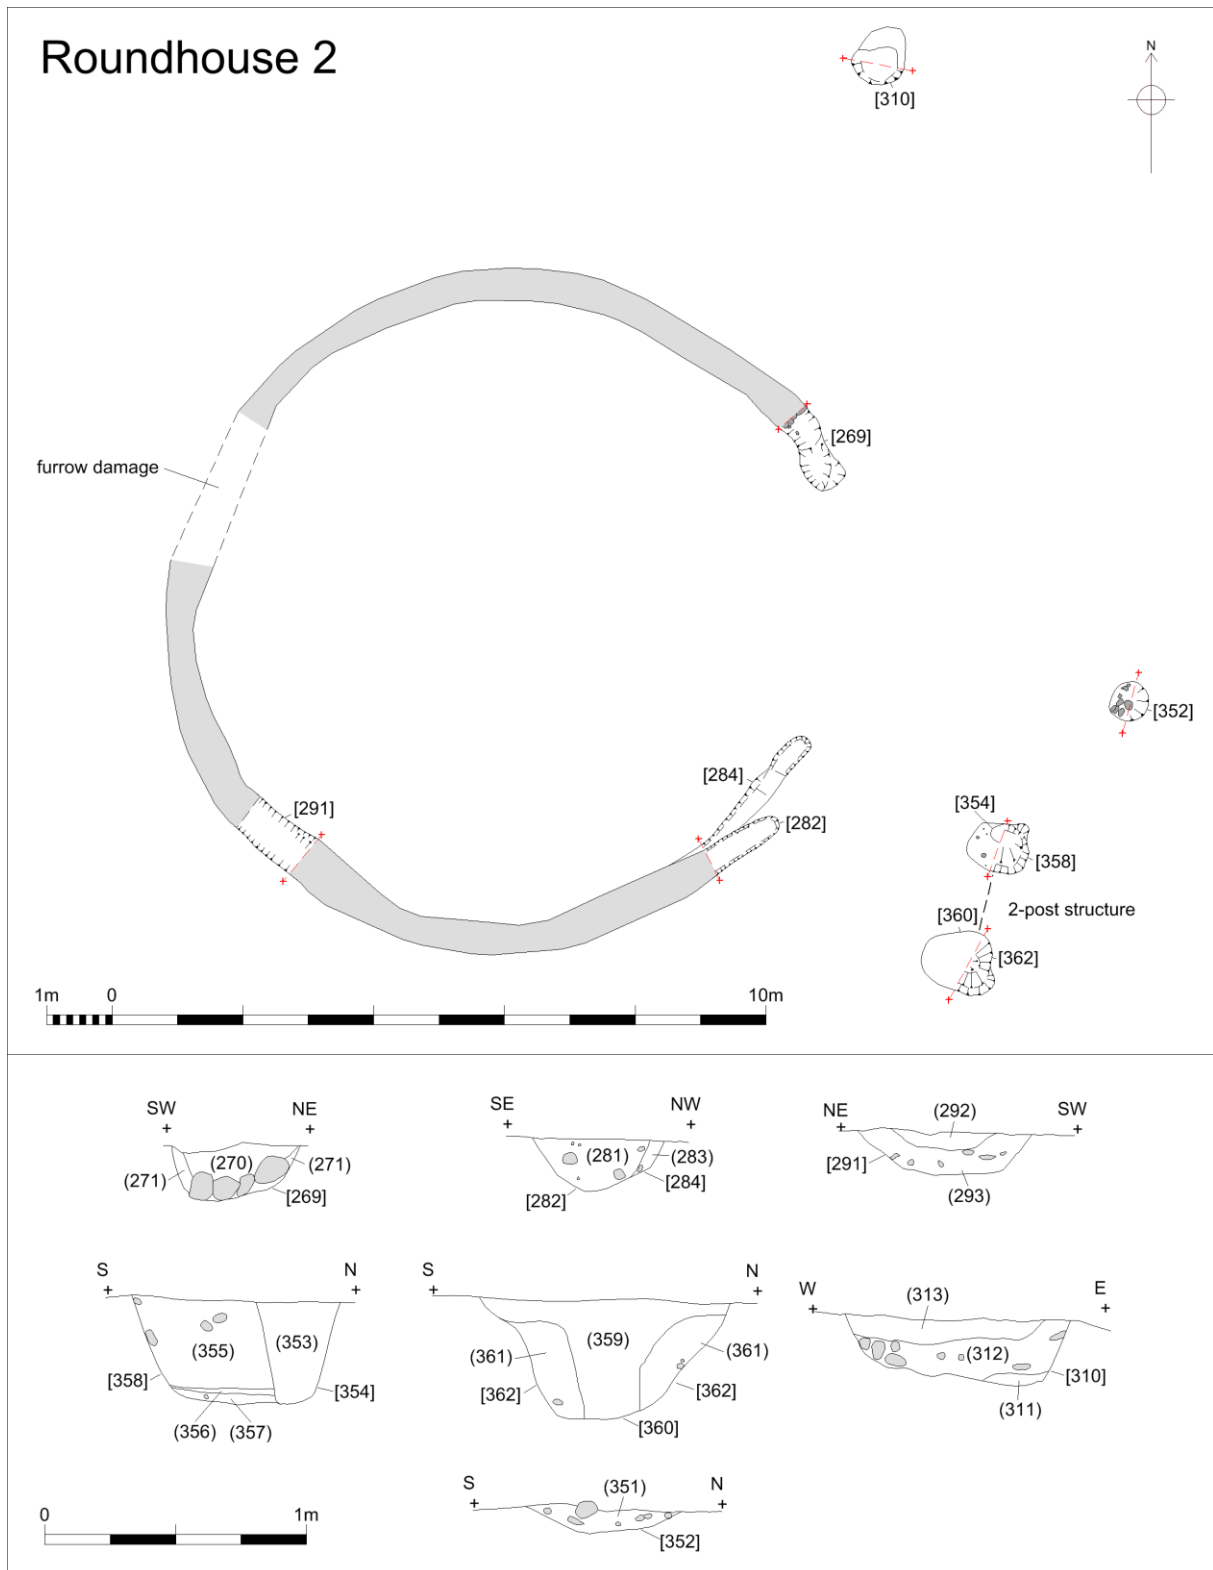 Roundhouse 2
N
[310]
[269]
furrow damage
[352]
[284]
[291]
[282]
[354]
[358]
[360]
2-post structure
[362]
1m 0 10m
SW NE
(270)
(271) (271)
[269]
SE NW
(281) (283)
[282] [284]
NE (292) SW
[291]
(293)
S N
(355) (353)
[358] [354]
(356) (357)
S N
(359)
(361) (361)
[362] [362]
[360]
W (313) E
(312)
[310]
(311)
S (351) N
[352]
0 1m